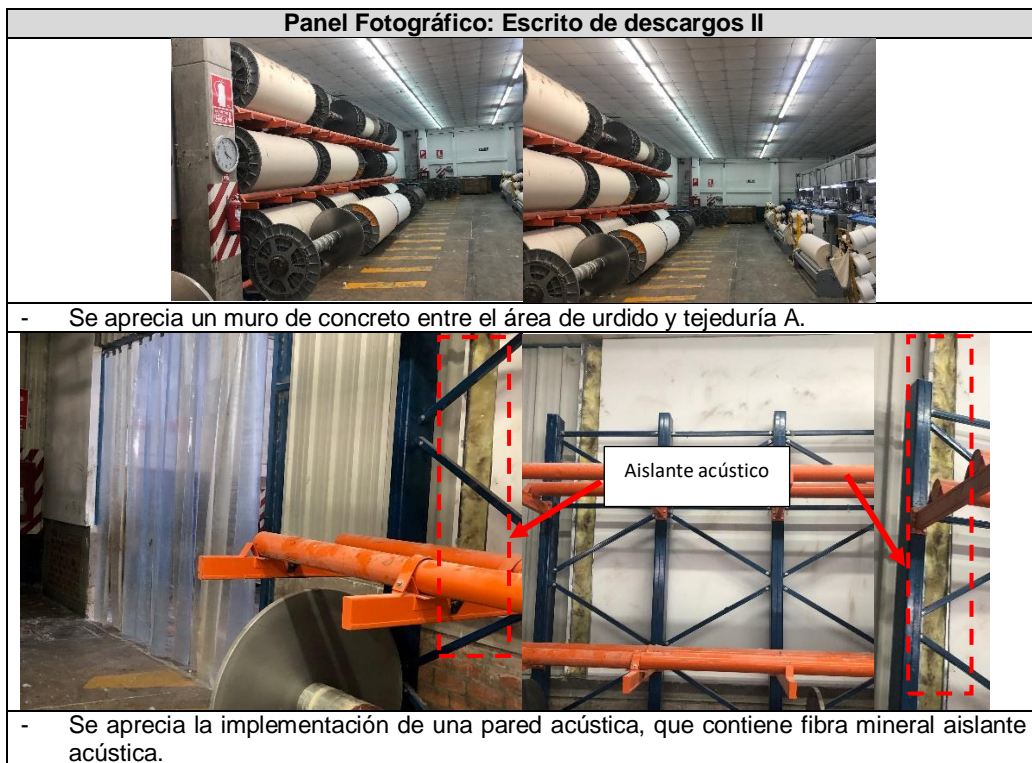 Panel Fotográfico: Escrito de descargos II
- Se aprecia un muro de concreto entre el área de urdido y tejeduría A.
Aislante acústico
- Se aprecia la implementación de una pared acústica, que contiene fibra mineral aislante
acústica.